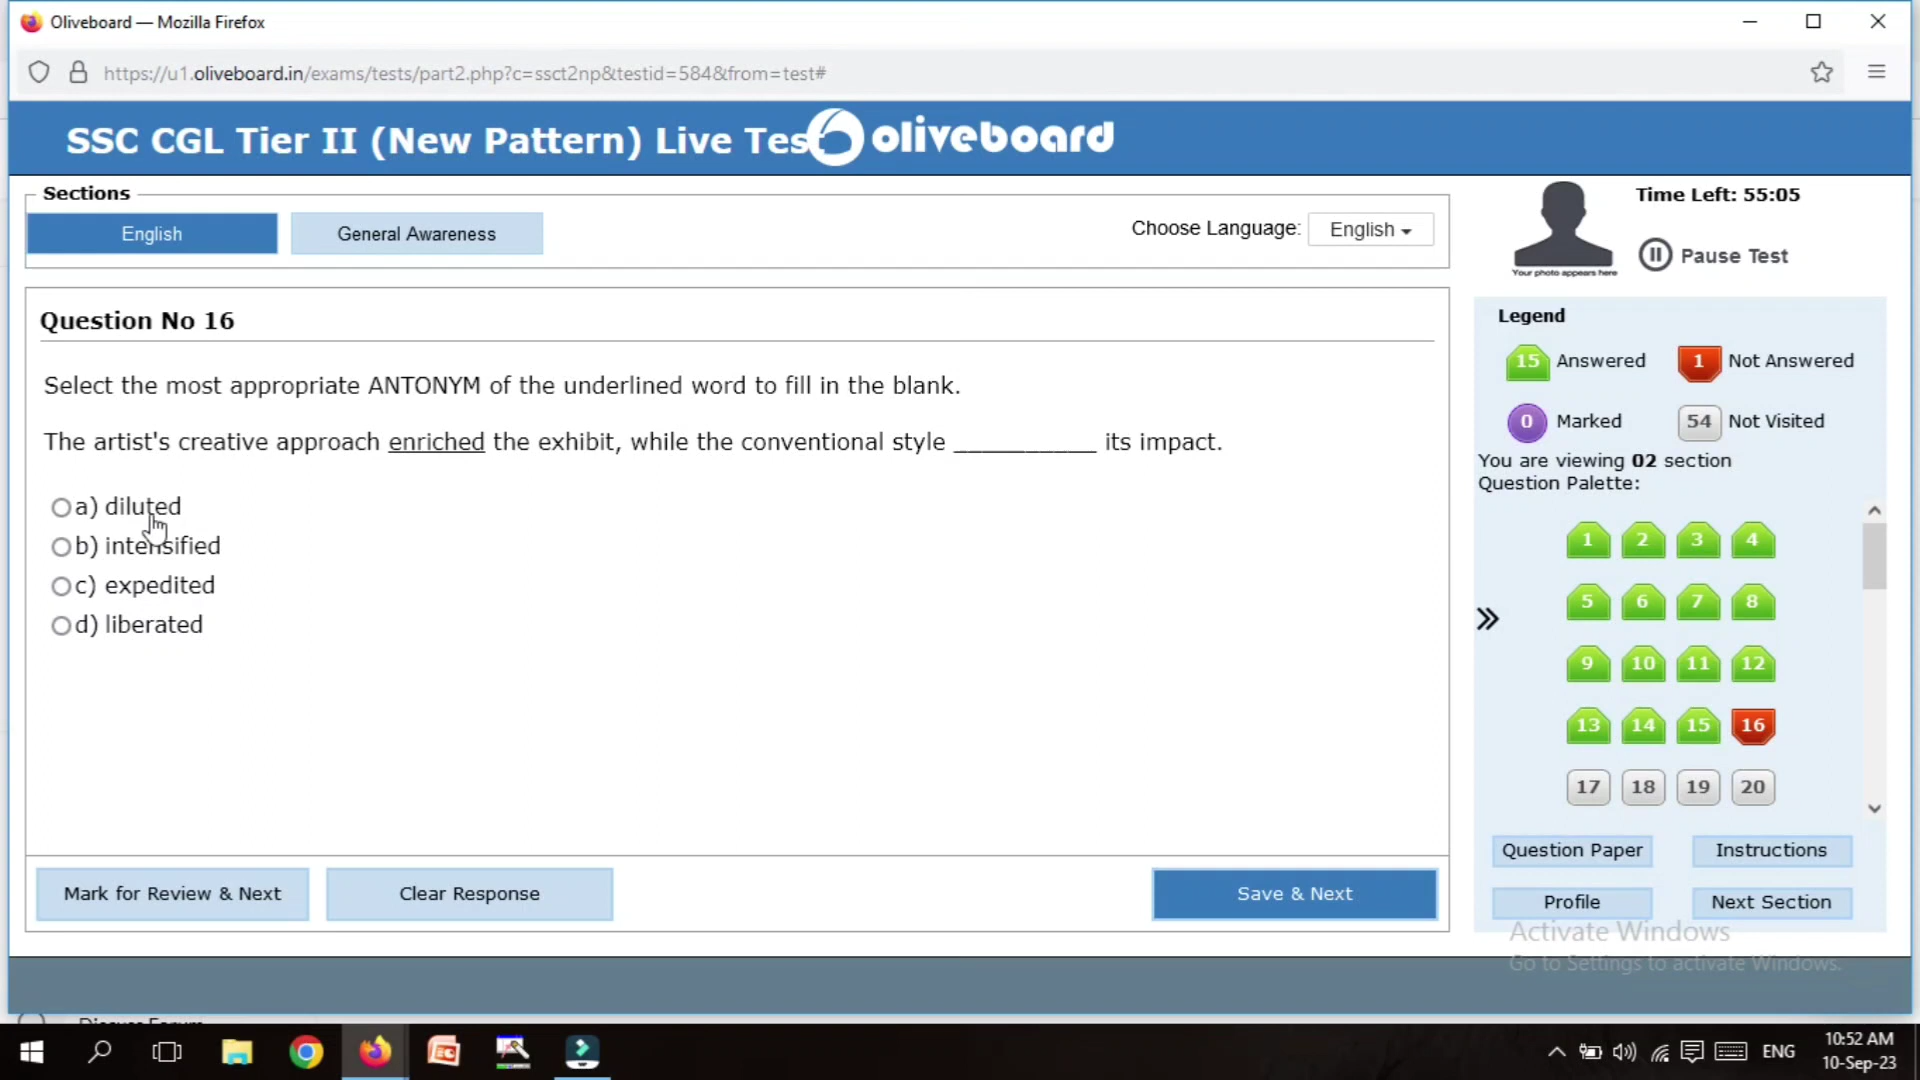 Oliveboard — Mozilla Firefox
https://u1.oliveboard.in/exams/tests/part2.php?c=ssct2np&testid=584&from=test#
SSC CGL Tier II (New Pattern) Live Tes
oliveboard
Sections
English
General Awareness
Choose Language:
English
Time Left: 55:05
Your photo appears here
Pause Test
Question No 16
Select the most appropriate ANTONYM of the underlined word to fill in the blank.
The artist's creative approach enriched the exhibit, while the conventional style __________ its impact.
a) diluted
b) intensified
c) expedited
d) liberated
Legend
15 Answered
1 Not Answered
0 Marked
54 Not Visited
You are viewing 02 section
Question Palette:
1 2 3 4
5 6 7 8
9 10 11 12
13 14 15 16
17 18 19 20
Question Paper
Instructions
Profile
Next Section
Mark for Review & Next
Clear Response
Save & Next
Activate Windows
Go to Settings to activate Windows.
ENG
10:52 AM
10-Sep-23